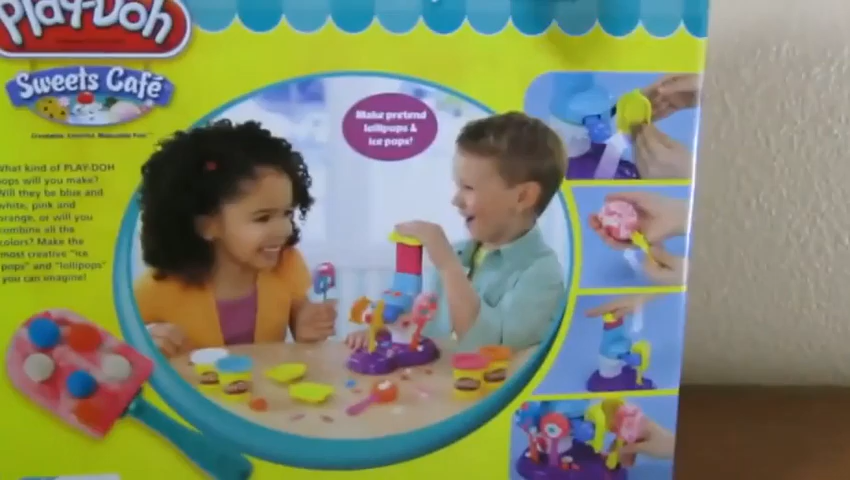 Play-Doh
Sweets Café
What kind of PLAY-DOH
pops will you make?
Will they be blue and
white, pink and
orange, or will you
combine all the
colors? Make the
most creative "ice
pops" and "lollipops"
you can imagine!
Make pretend
lollipops &
ice pops!